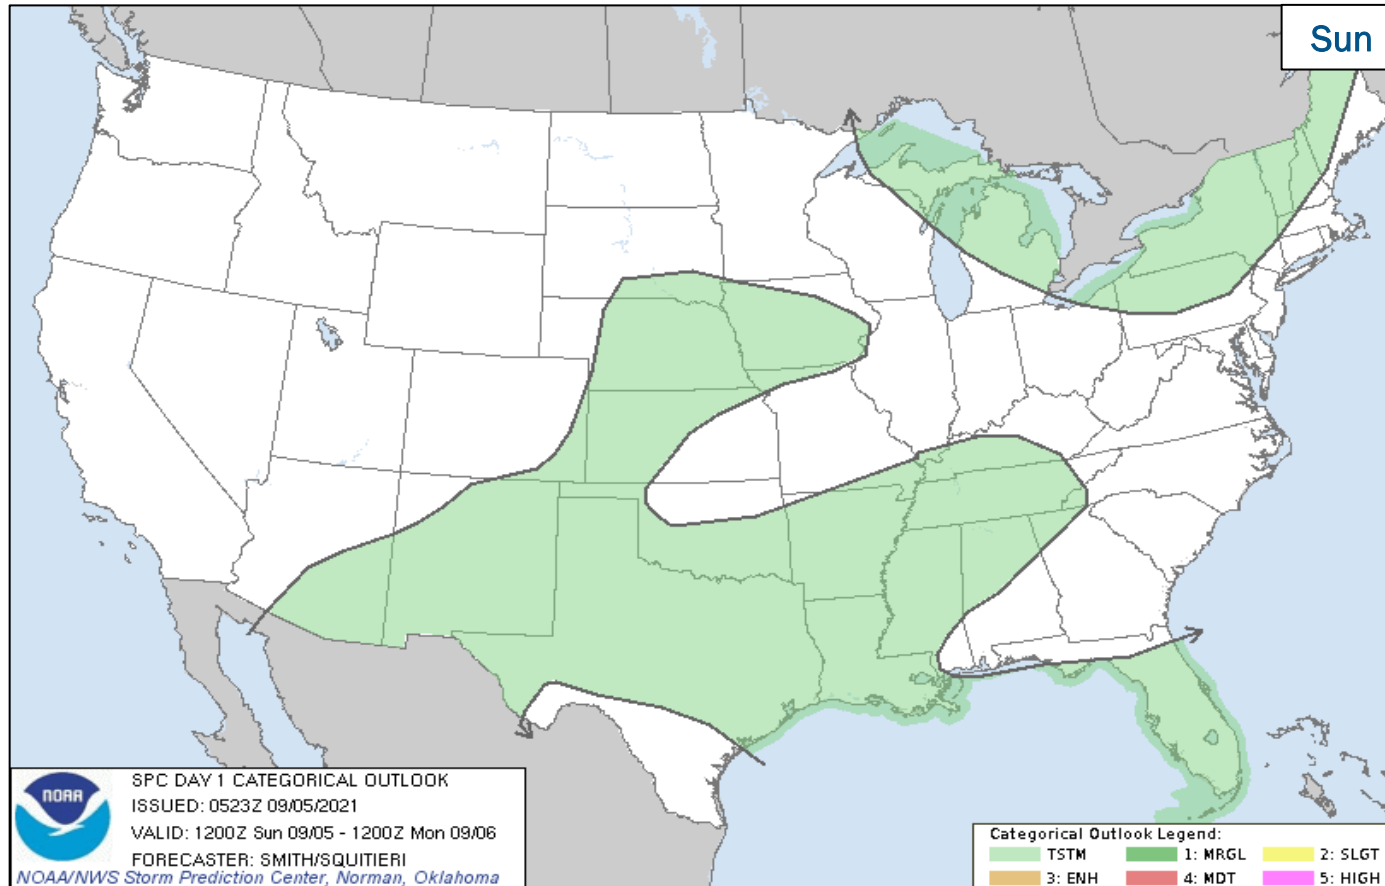 Sun
NOAA
SPC DAY 1 CATEGORICAL OUTLOOK
ISSUED: 0523Z 09/05/2021
VALID: 1200Z Sun 09/05 - 1200Z Mon 09/06
FORECASTER: SMITH/SQUITIERI
NOAA/NWS Storm Prediction Center, Norman, Oklahoma
Categorical Outlook Legend:
TSTM 1: MRGL 2: SLGT
3: ENH 4: MDT 5: HIGH